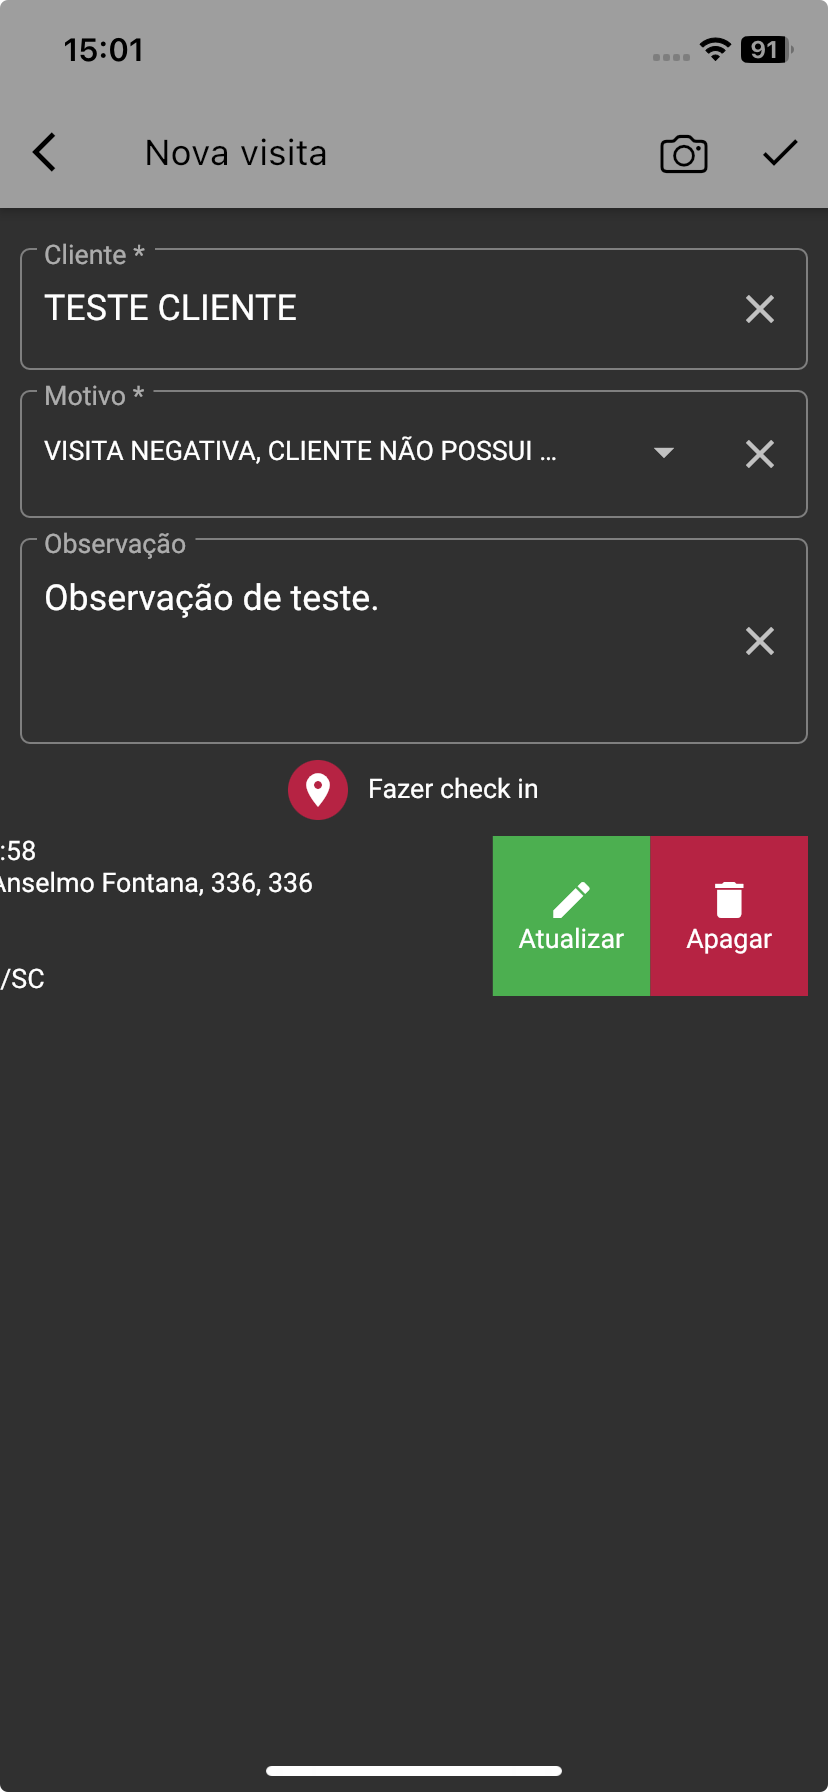 15:01
91
Nova visita
Cliente *
TESTE CLIENTE
Motivo *
VISITA NEGATIVA, CLIENTE NÃO POSSUI ...
Observação
Observação de teste.
Fazer check in
:58
Anselmo Fontana, 336, 336
/SC
Atualizar
Apagar